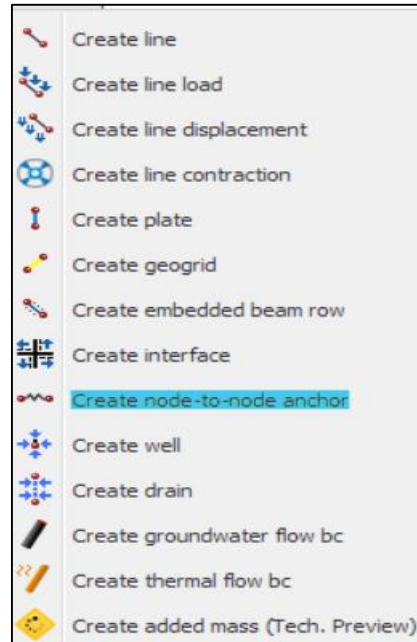 Create line
Create line load
Create line displacement
Create line contraction
Create plate
Create geogrid
Create embedded beam row
Create interface
Create node-to-node anchor
Create well
Create drain
Create groundwater flow bc
Create thermal flow bc
Create added mass (Tech. Preview)